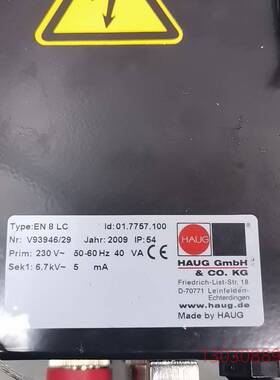 Type:EN 8 LC Id:01.7757.100
Nr: V93946/29 Jahr: 2009 IP:54
Prim: 230 V~ 50-60 Hz 40 VA CE
Sek1: 6,7kV~ 5 mA
HAUG
HAUG GmbH
& CO. KG
Friedrich-List-Str. 18
D-70771 Leinfelden-
Echterdingen
www.haug.de
Made by HAUG